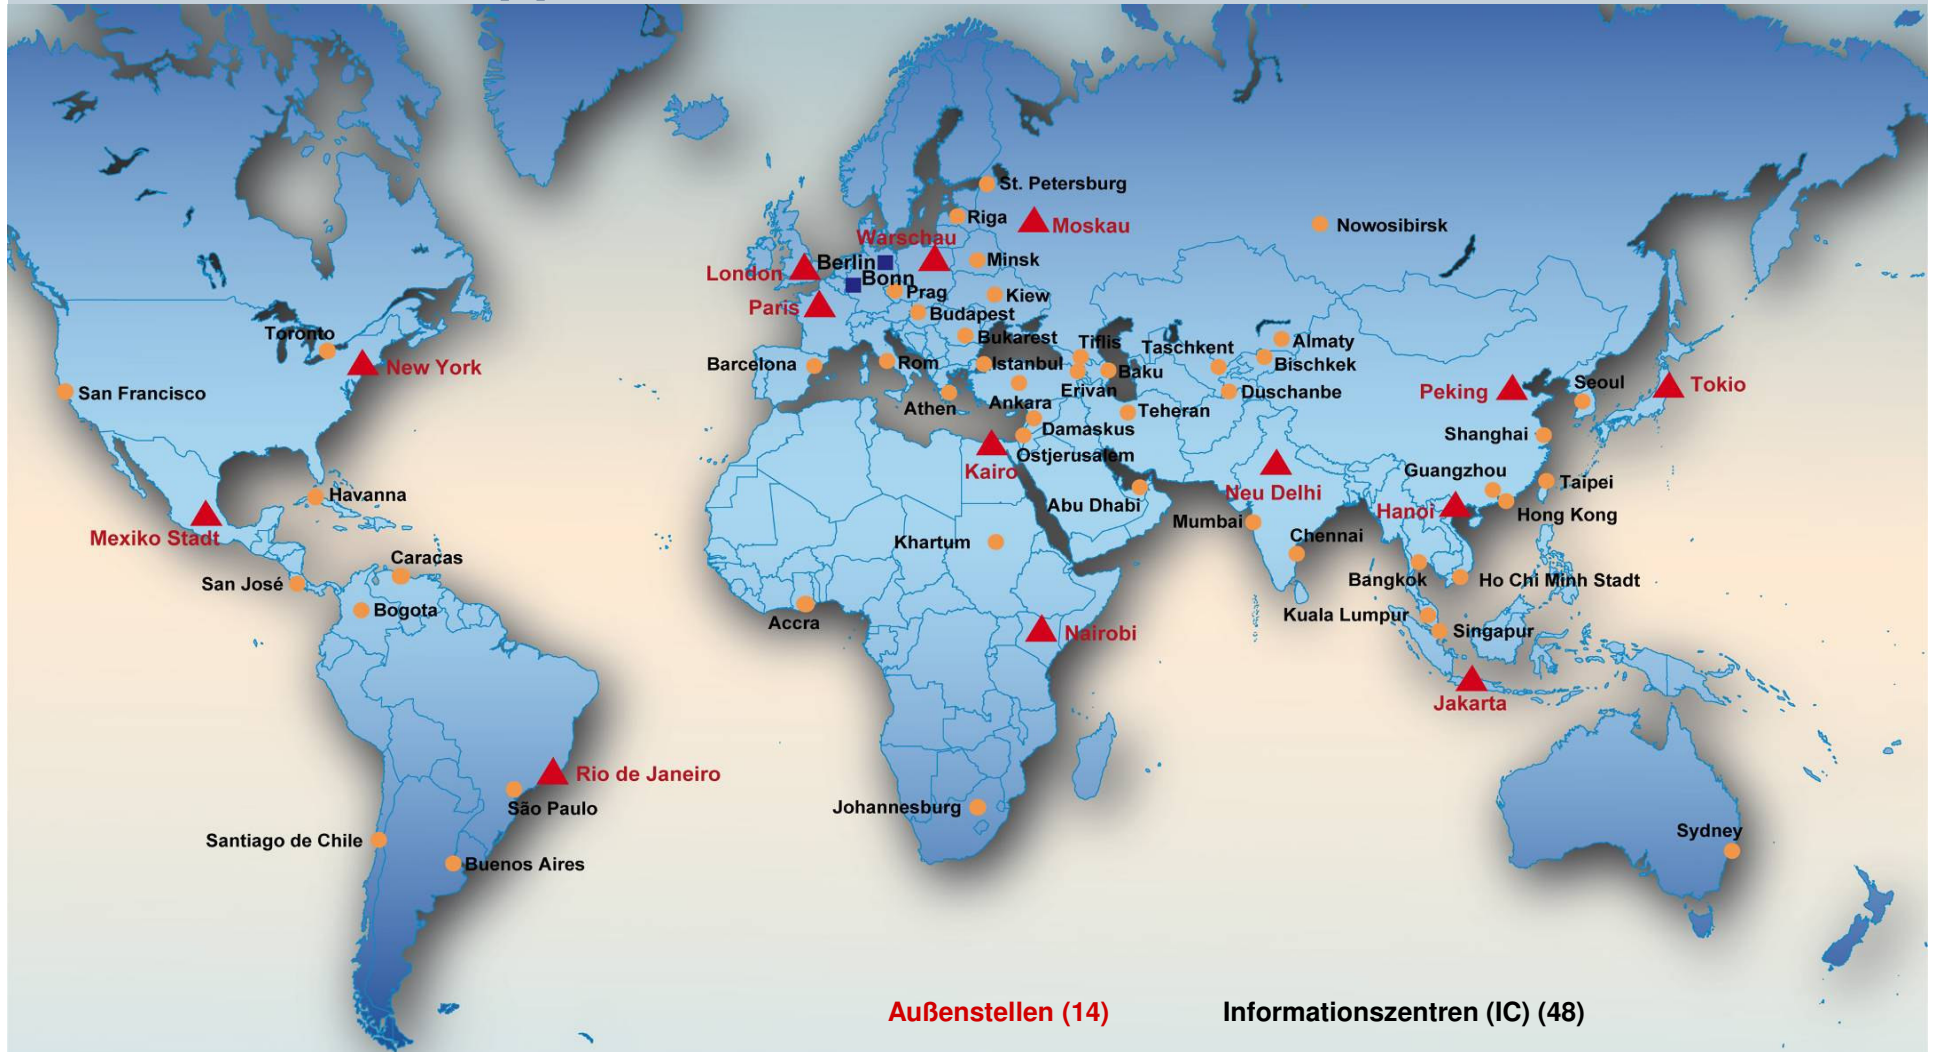 St. Petersburg
Riga
Moskau
Nowosibirsk
Warschau
Minsk
London
Berlin
Bonn
Prag
Kiew
Paris
Budapest
Toronto
Bukarest
Tiflis
Taschkent
Almaty
New York
Barcelona
Rom
Istanbul
Baku
Bischkek
San Francisco
Athen
Ankara
Erivan
Teheran
Duschanbe
Peking
Seoul
Tokio
Damaskus
Shanghai
Kairo
Ostjerusalem
Guangzhou
Taipei
Havanna
Abu Dhabi
Neu Delhi
Hanoi
Hong Kong
Mexiko Stadt
Khartum
Mumbai
Chennai
Caracas
San José
Bangkok
Ho Chi Minh Stadt
Bogota
Accra
Kuala Lumpur
Singapur
Nairobi
Jakarta
Rio de Janeiro
São Paulo
Johannesburg
Sydney
Santiago de Chile
Buenos Aires
Außenstellen (14)
Informationszentren (IC) (48)